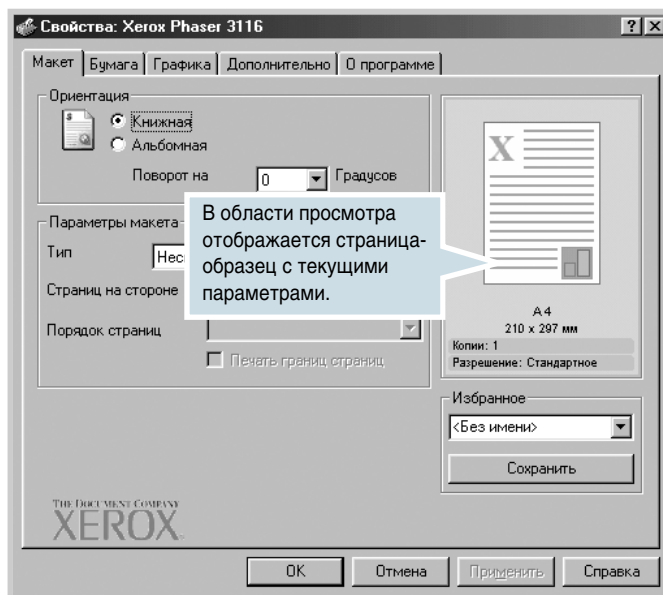 Свойства: Xerox Phaser 3116
Макет Бумага Графика Дополнительно О программе
Ориентация
Книжная
Альбомная
Поворот на 0 Градусов
Параметры макета
Тип
Страниц на стороне
Порядок страниц
Печать границ страниц
В области просмотра
отображается страница-
образец с текущими
параметрами.
X
A4
210 x 297 мм
Копии: 1
Разрешение: Стандартное
Избранное
<Без имени>
Сохранить
THE DOCUMENT COMPANY
XEROX
OK Отмена Применить Справка